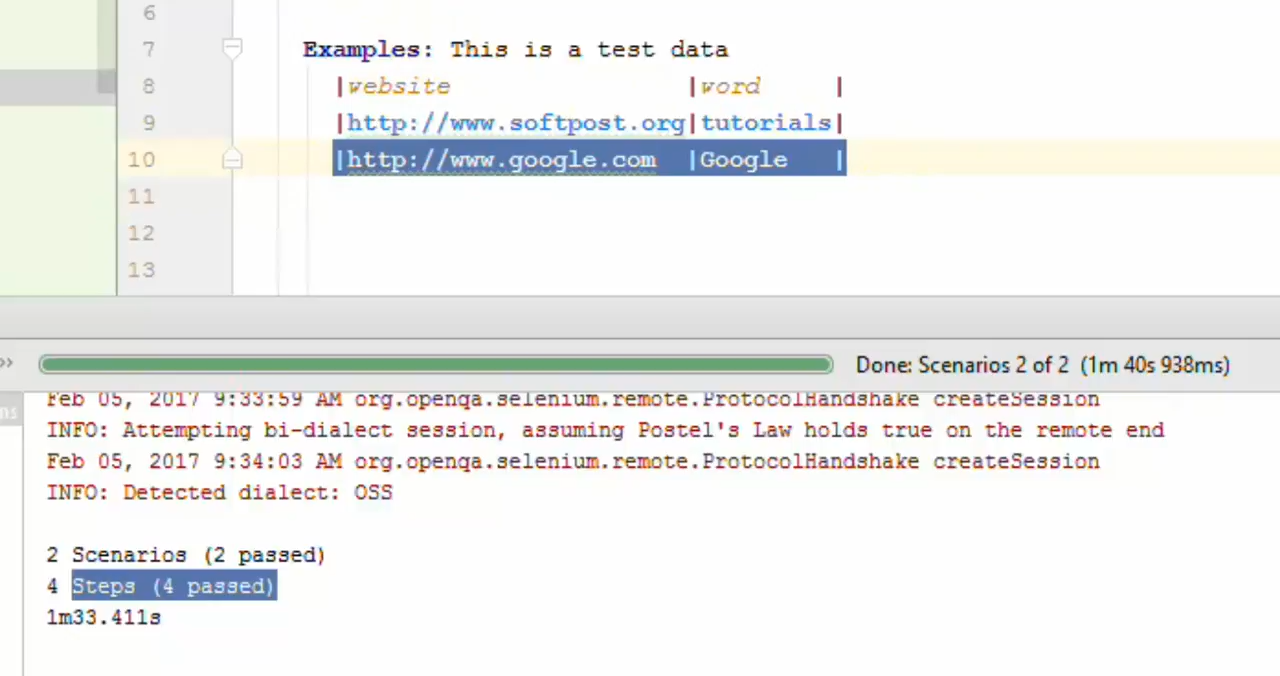 6
7 Examples: This is a test data
8 |website |word |
9 |http://www.softpost.org|tutorials|
10 |http://www.google.com |Google |
11
12
13
Done: Scenarios 2 of 2 (1m 40s 938ms)
Feb 05, 2017 9:33:59 AM org.openqa.selenium.remote.ProtocolHandshake createSession
INFO: Attempting bi-dialect session, assuming Postel's Law holds true on the remote end
Feb 05, 2017 9:34:03 AM org.openqa.selenium.remote.ProtocolHandshake createSession
INFO: Detected dialect: OSS
2 Scenarios (2 passed)
4 Steps (4 passed)
1m33.411s